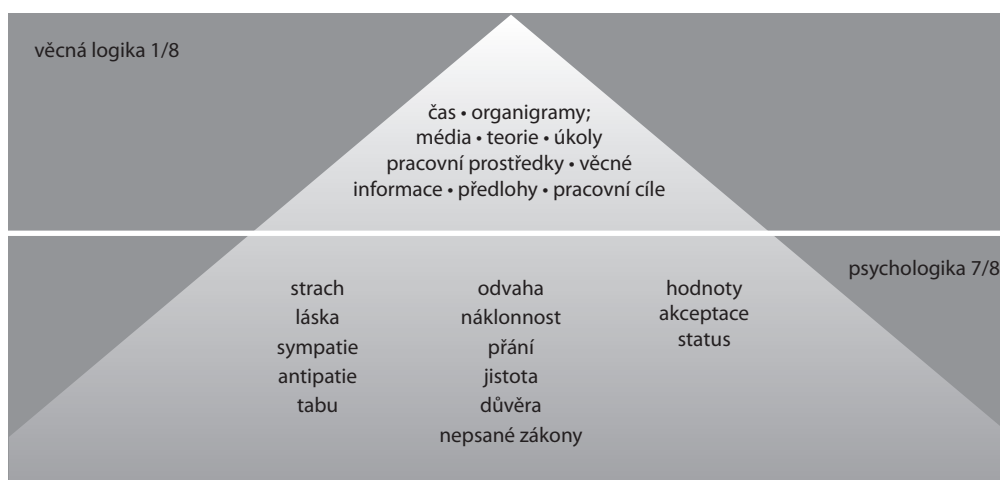 věcná logika 1/8
čas • organigramy;
média • teorie • úkoly
pracovní prostředky • věcné
informace • předlohy • pracovní cíle
psychologika 7/8
strach
láska
sympatie
antipatie
tabu
odvaha
náklonnost
přání
jistota
důvěra
nepsané zákony
hodnoty
akceptace
status